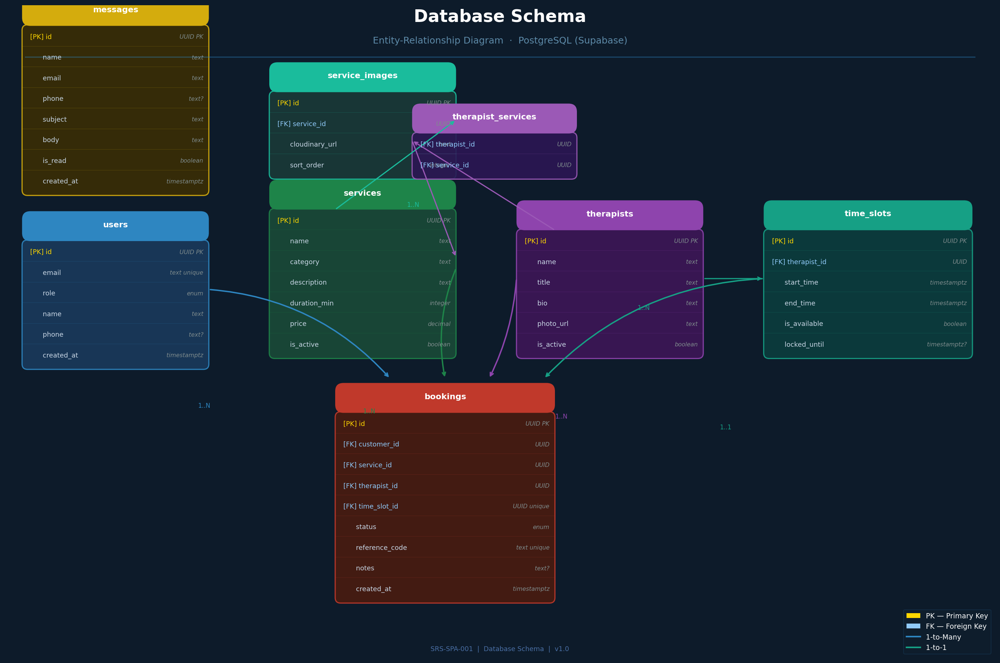 Database Schema
Entity-Relationship Diagram · PostgreSQL (Supabase)
messages
[PK] id UUID PK
name text
email text
phone text?
subject text
body text
is_read boolean
created_at timestamptz
service_images
[PK] id UUID PK
[FK] service_id UUID
cloudinary_url text
sort_order integer
therapist_services
[FK] therapist_id UUID
[FK] service_id UUID
users
[PK] id UUID PK
email text unique
role enum
name text
phone text?
created_at timestamptz
services
[PK] id UUID PK
name text
category text
description text
duration_min integer
price decimal
is_active boolean
therapists
[PK] id UUID PK
name text
title text
bio text
photo_url text
is_active boolean
time_slots
[PK] id UUID PK
[FK] therapist_id UUID
start_time timestamptz
end_time timestamptz
is_available boolean
locked_until timestamptz?
1..N
1..N
1..N
1..N
1..N
1..1
bookings
[PK] id UUID PK
[FK] customer_id UUID
[FK] service_id UUID
[FK] therapist_id UUID
[FK] time_slot_id UUID unique
status enum
reference_code text unique
notes text?
created_at timestamptz
PK — Primary Key
FK — Foreign Key
1-to-Many
1-to-1
SRS-SPA-001 | Database Schema | v1.0